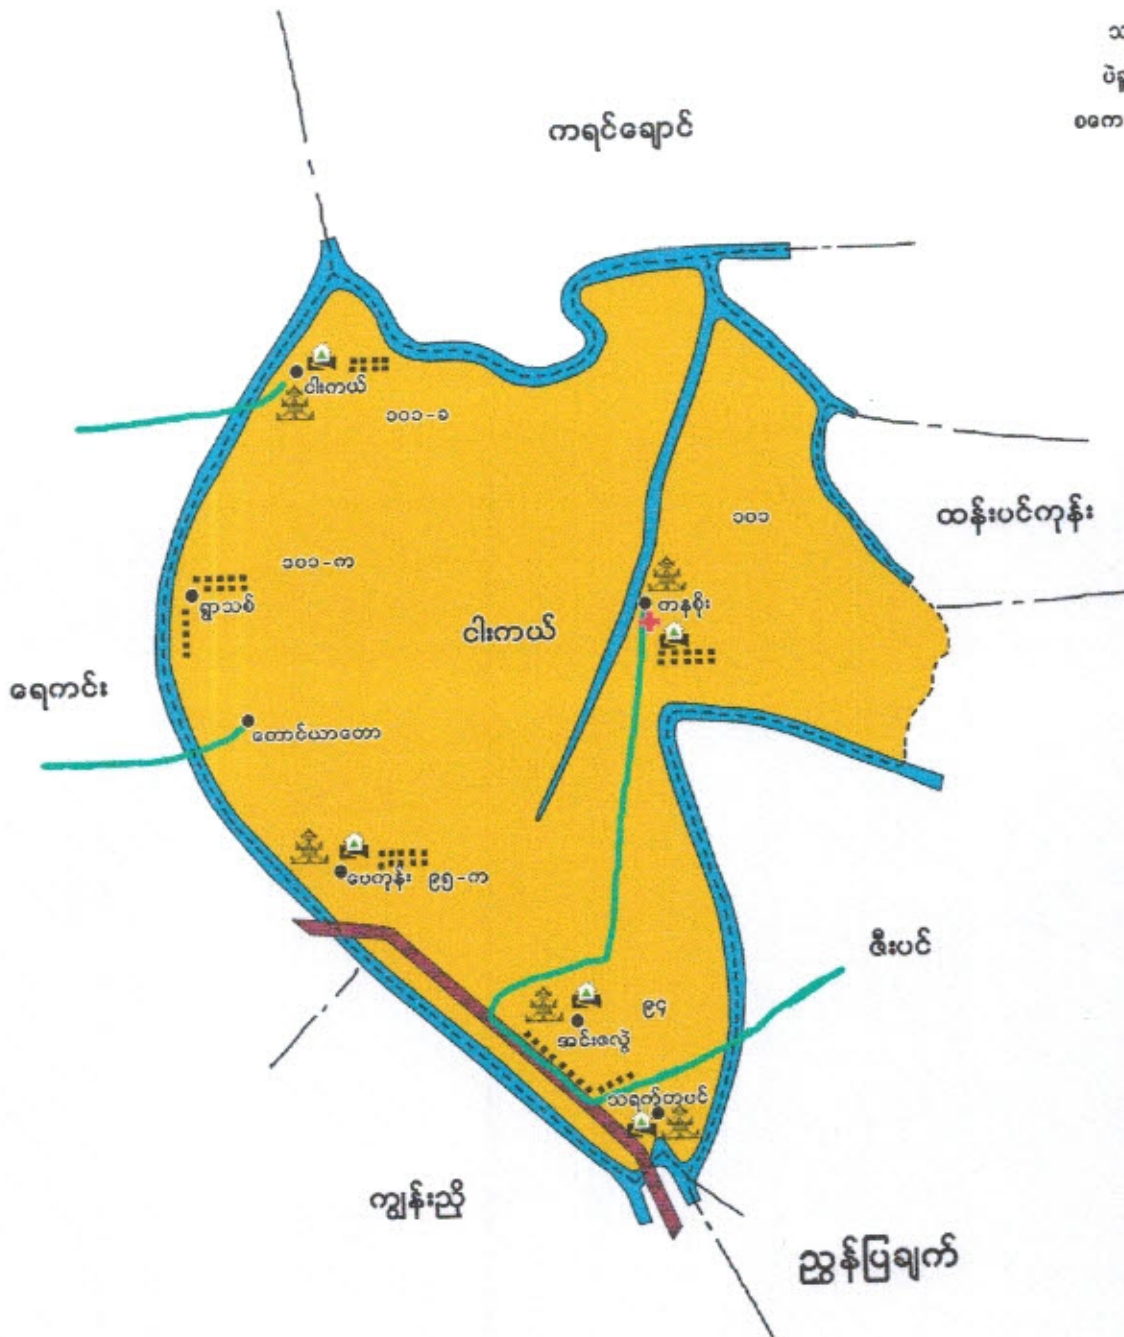 ကရင်ချောင်
ငါးကယ်
၁၀၁-ခ
ထန်းပင်ကုန်း
၁၀၁
၁၀၁-က
ရွာသစ်
တနစိုး
ငါးကယ်
ရေကင်း
တောင်ယာတော
ပေကုန်း ၉၅-က
ဇီးပင်
၉၄
အင်းဇလွဲ
သရက်တပင်
ကျွန်းညို
ညွှန်ပြချက်